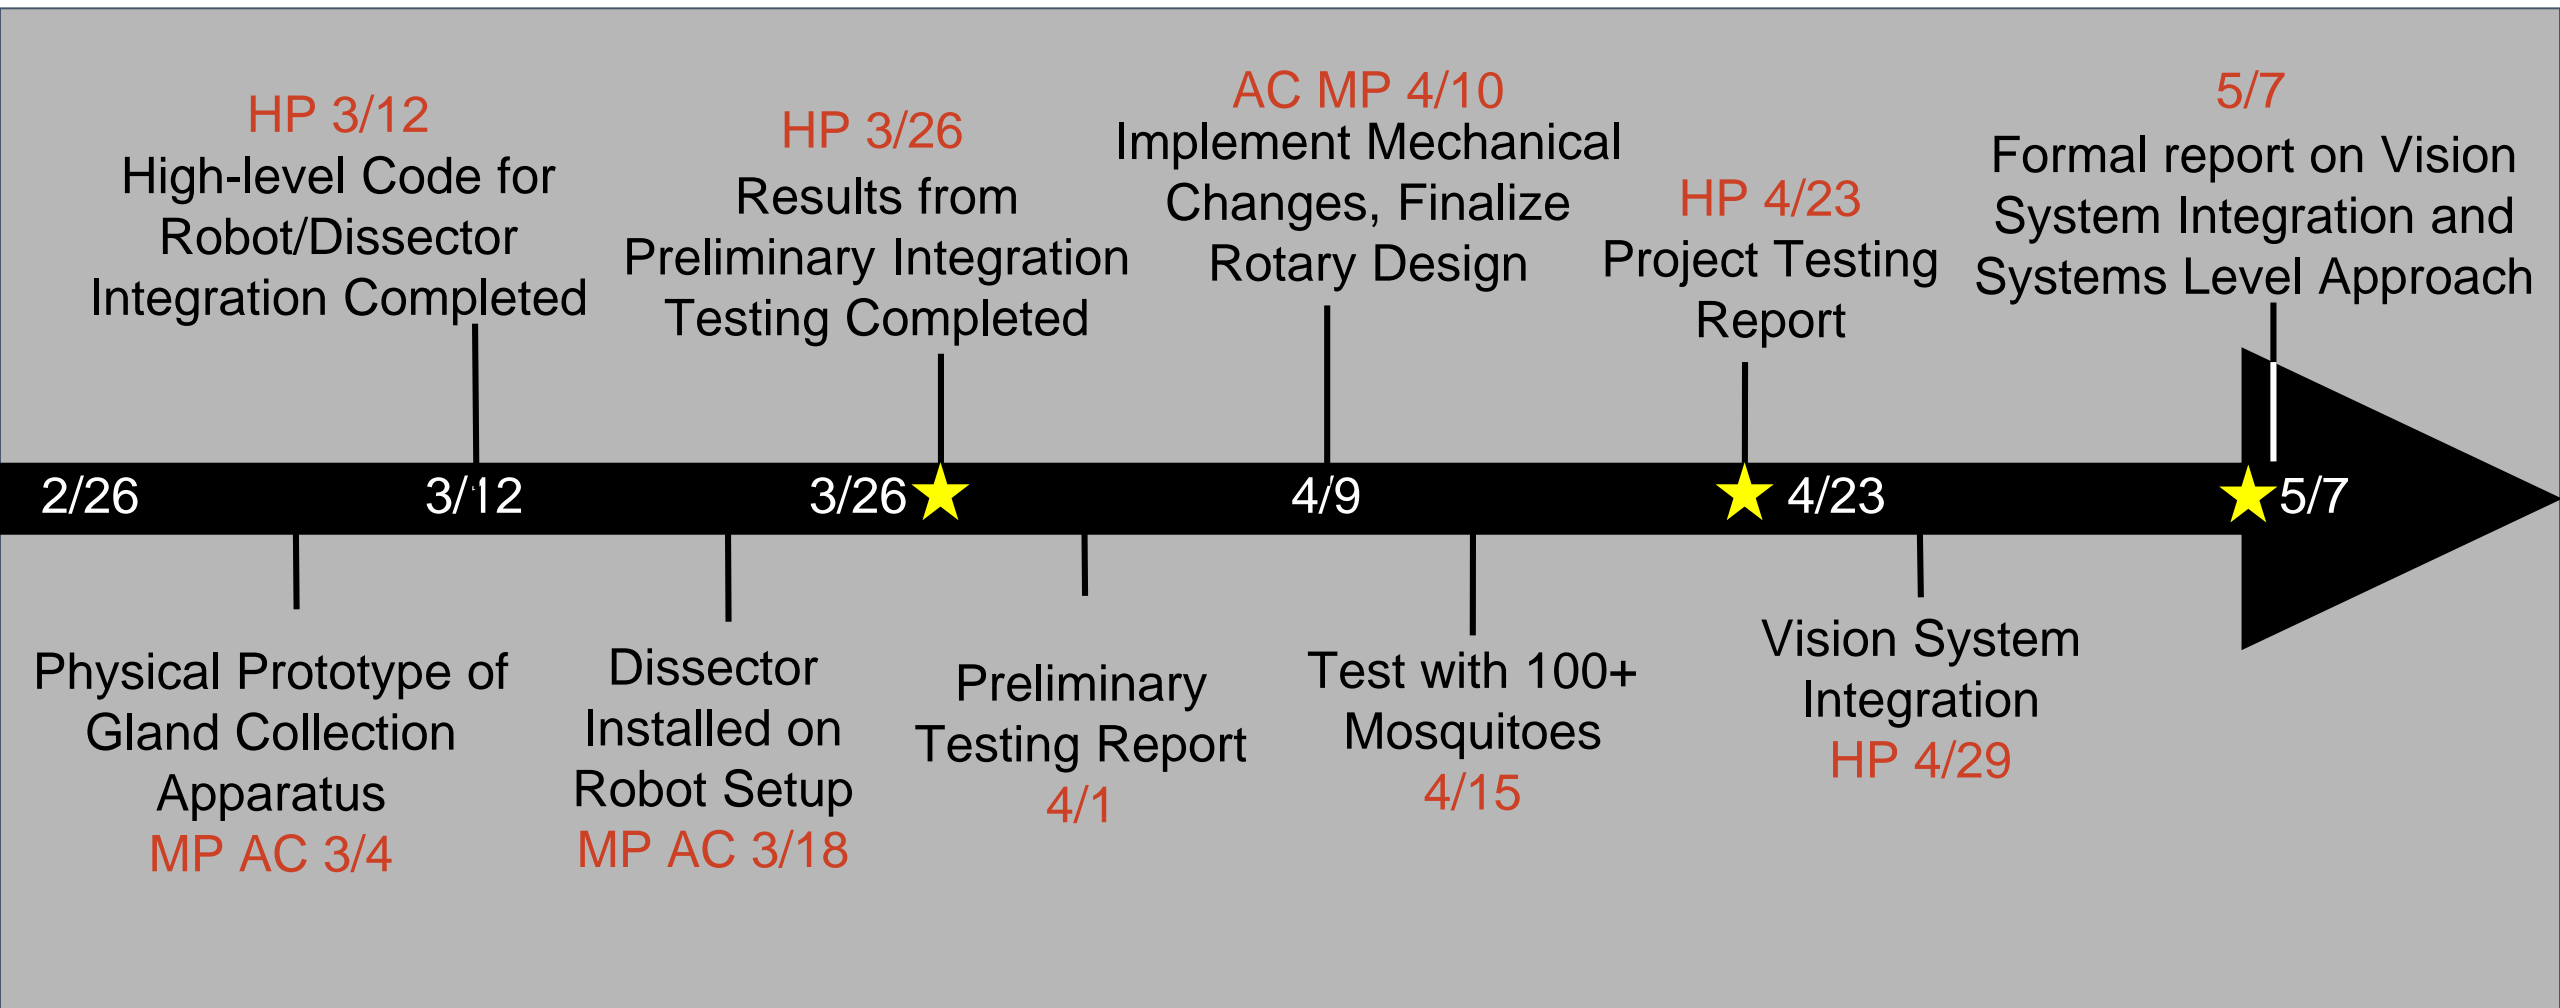 HP 3/12
High-level Code for
Robot/Dissector
Integration Completed
HP 3/26
Results from
Preliminary Integration
Testing Completed
AC MP 4/10
Implement Mechanical
Changes, Finalize
Rotary Design
HP 4/23
Project Testing
Report
5/7
Formal report on Vision
System Integration and
Systems Level Approach
2/26
3/12
3/26
4/9
4/23
5/7
Physical Prototype of
Gland Collection
Apparatus
MP AC 3/4
Dissector
Installed on
Robot Setup
MP AC 3/18
Preliminary
Testing Report
4/1
Test with 100+
Mosquitoes
4/15
Vision System
Integration
HP 4/29